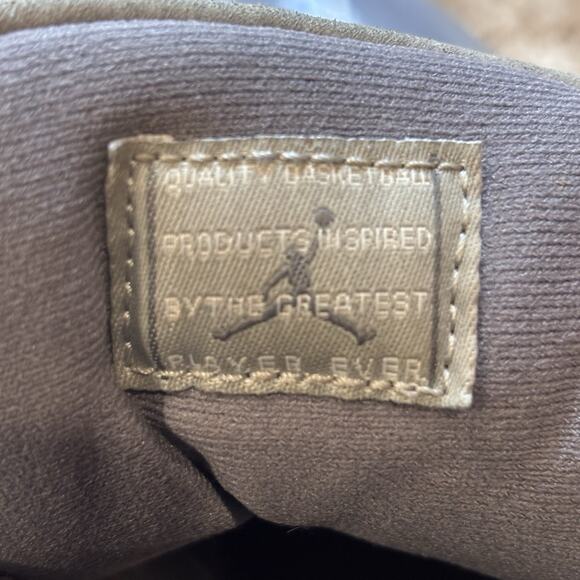 QUALITY BASKETBALL
PRODUCTS INSPIRED
BY THE GREATEST
PLAYER EVER